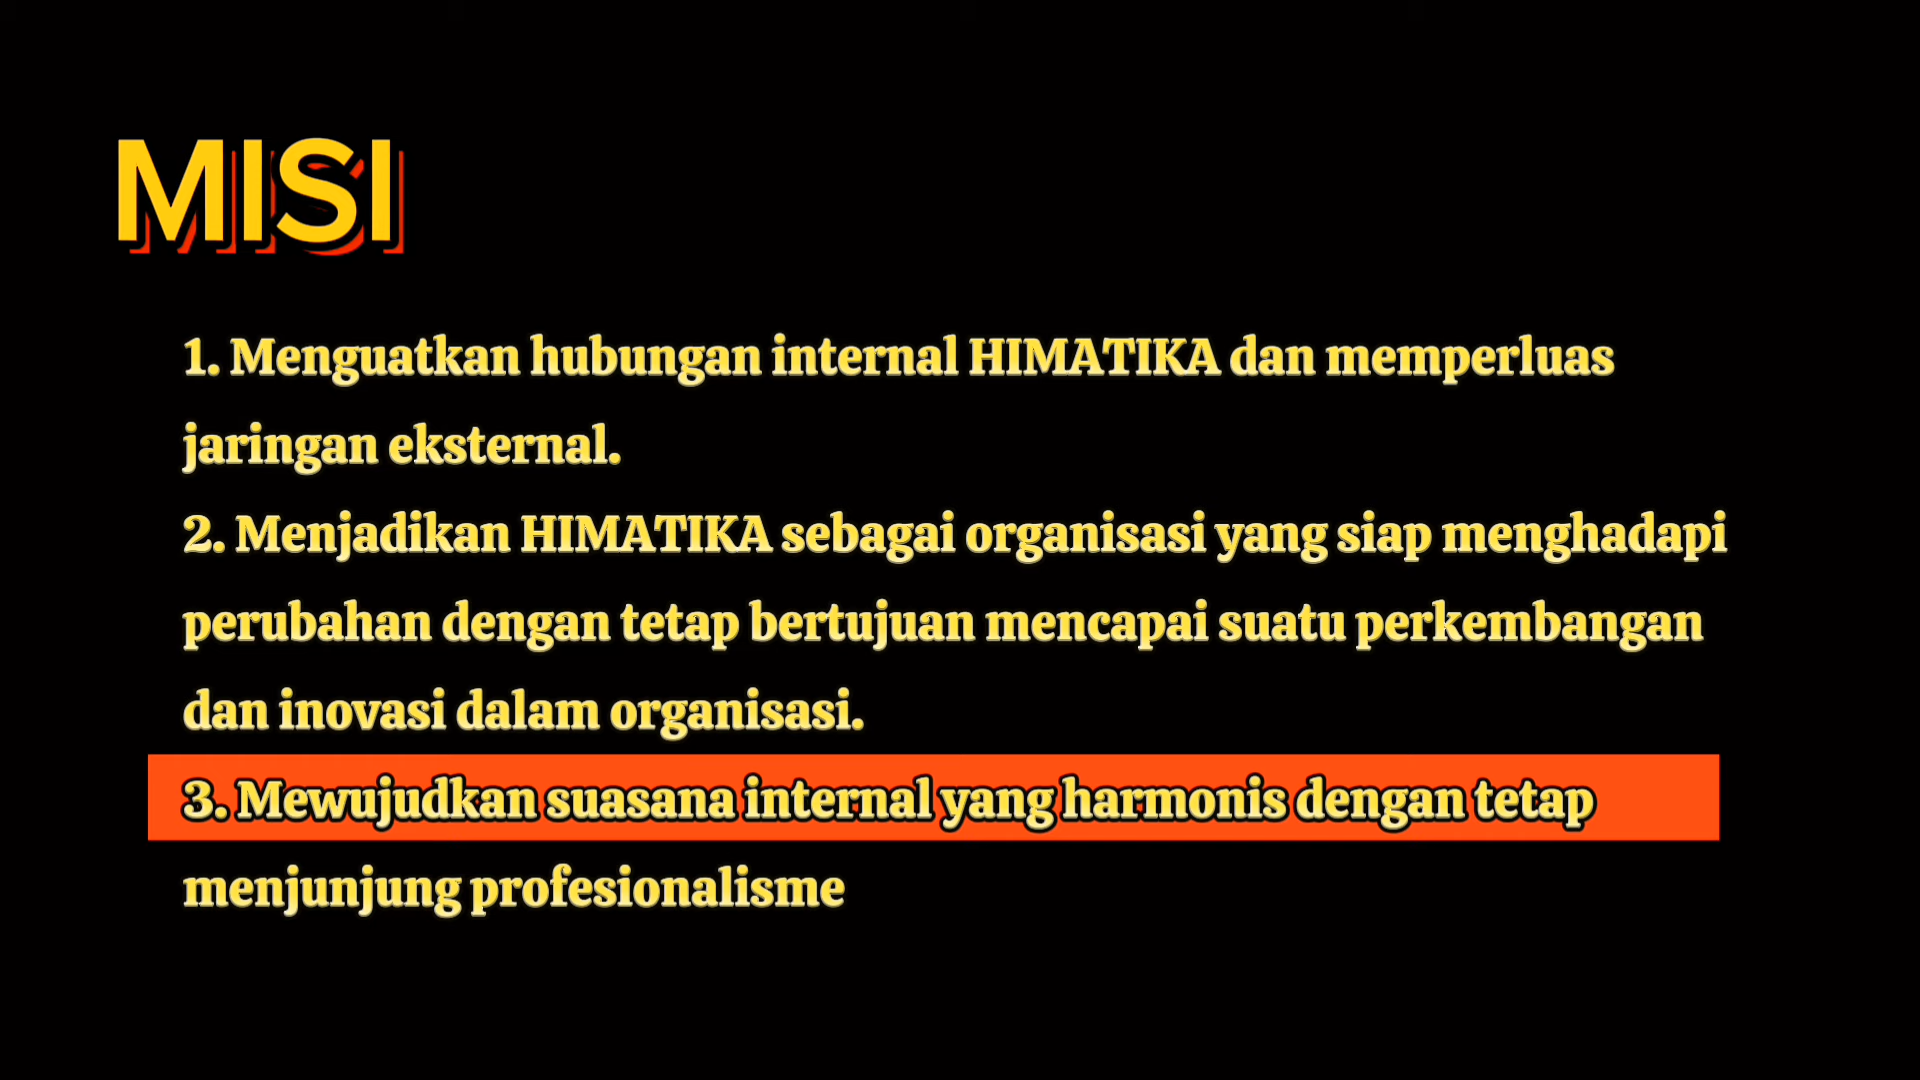 MISI
1. Menguatkan hubungan internal HIMATIKA dan memperluas
jaringan eksternal.
2. Menjadikan HIMATIKA sebagai organisasi yang siap menghadapi
perubahan dengan tetap bertujuan mencapai suatu perkembangan
dan inovasi dalam organisasi.
3. Mewujudkan suasana internal yang harmonis dengan tetap
menjunjung profesionalisme